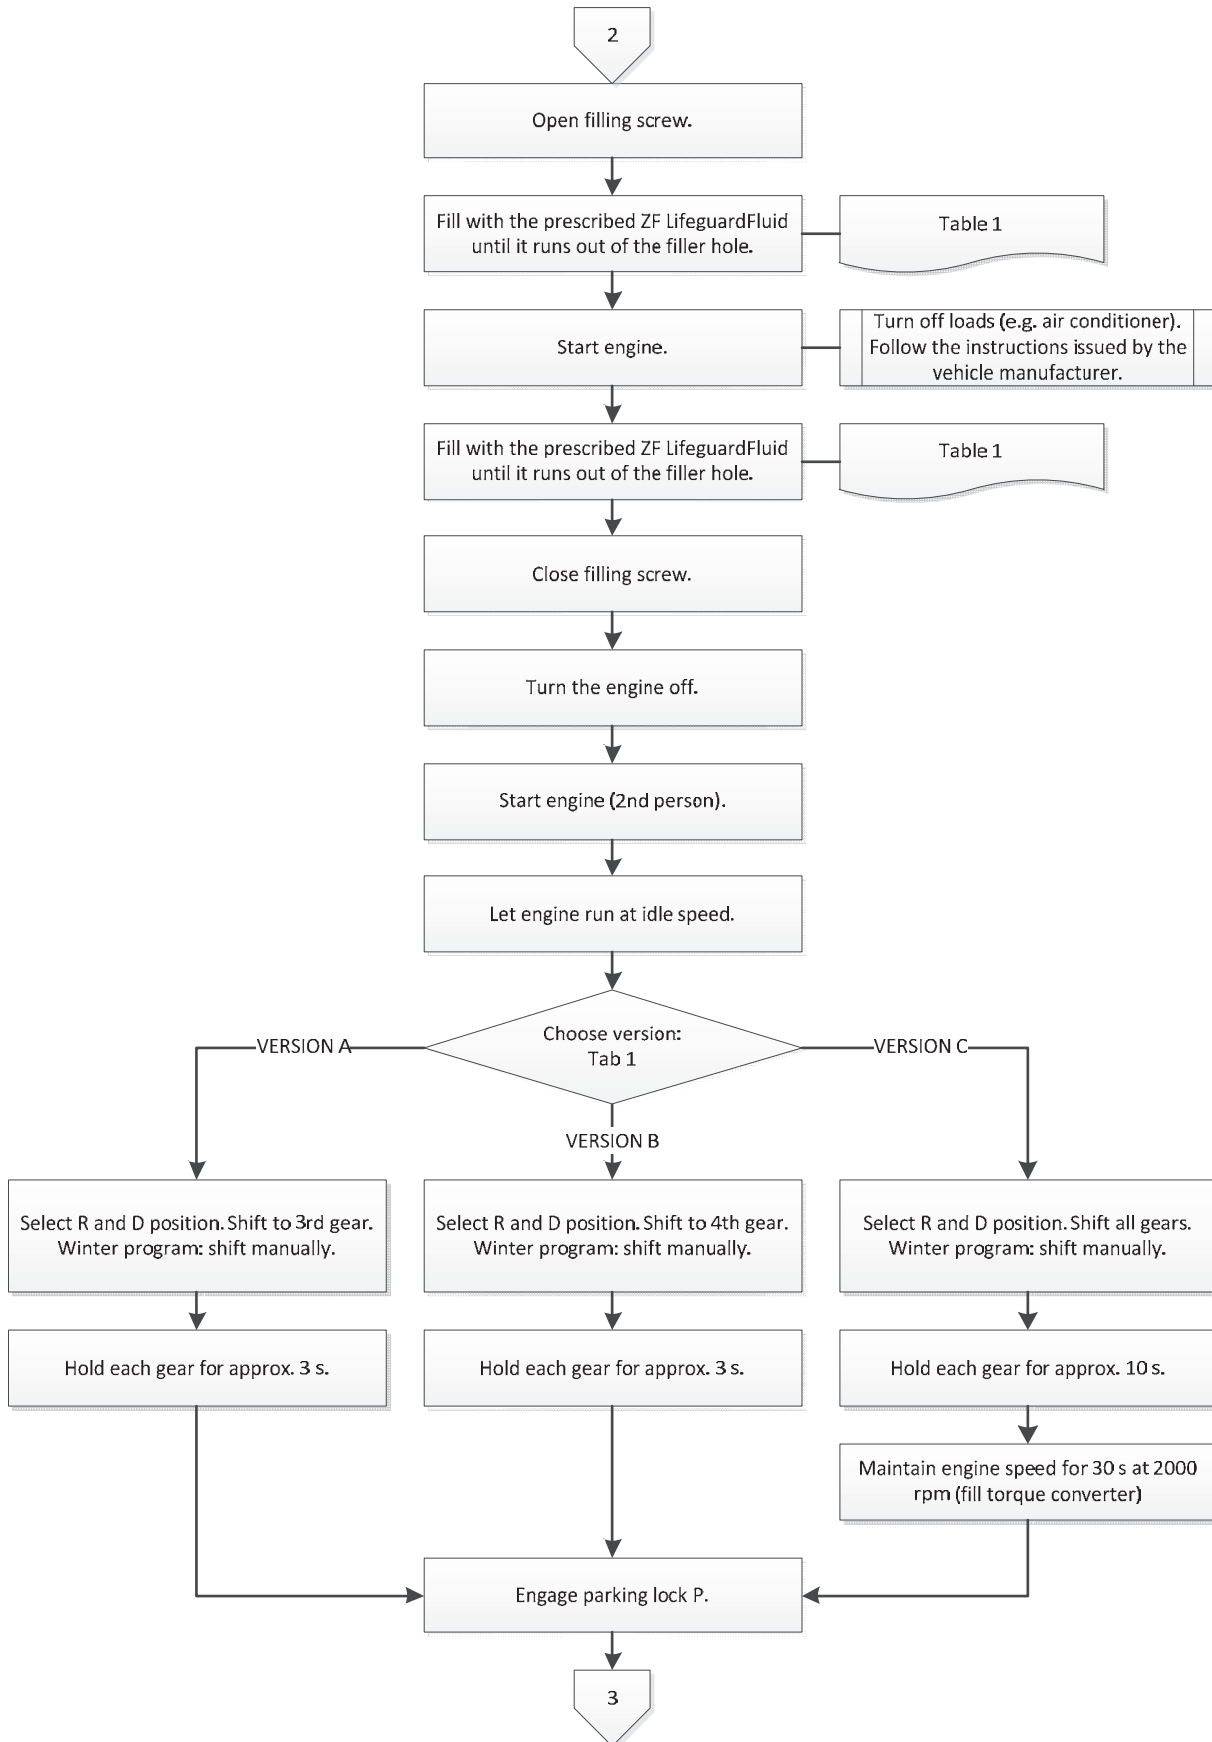 2
Open filling screw.
Fill with the prescribed ZF LifeguardFluid
until it runs out of the filler hole.
Table 1
Start engine.
Turn off loads (e.g. air conditioner).
Follow the instructions issued by the
vehicle manufacturer.
Fill with the prescribed ZF LifeguardFluid
until it runs out of the filler hole.
Table 1
Close filling screw.
Turn the engine off.
Start engine (2nd person).
Let engine run at idle speed.
Choose version:
Tab 1
VERSION A
VERSION C
VERSION B
Select R and D position. Shift to 3rd gear.
Winter program: shift manually.
Select R and D position. Shift to 4th gear.
Winter program: shift manually.
Select R and D position. Shift all gears.
Winter program: shift manually.
Hold each gear for approx. 3 s.
Hold each gear for approx. 3 s.
Hold each gear for approx. 10 s.
Maintain engine speed for 30 s at 2000
rpm (fill torque converter)
Engage parking lock P.
3